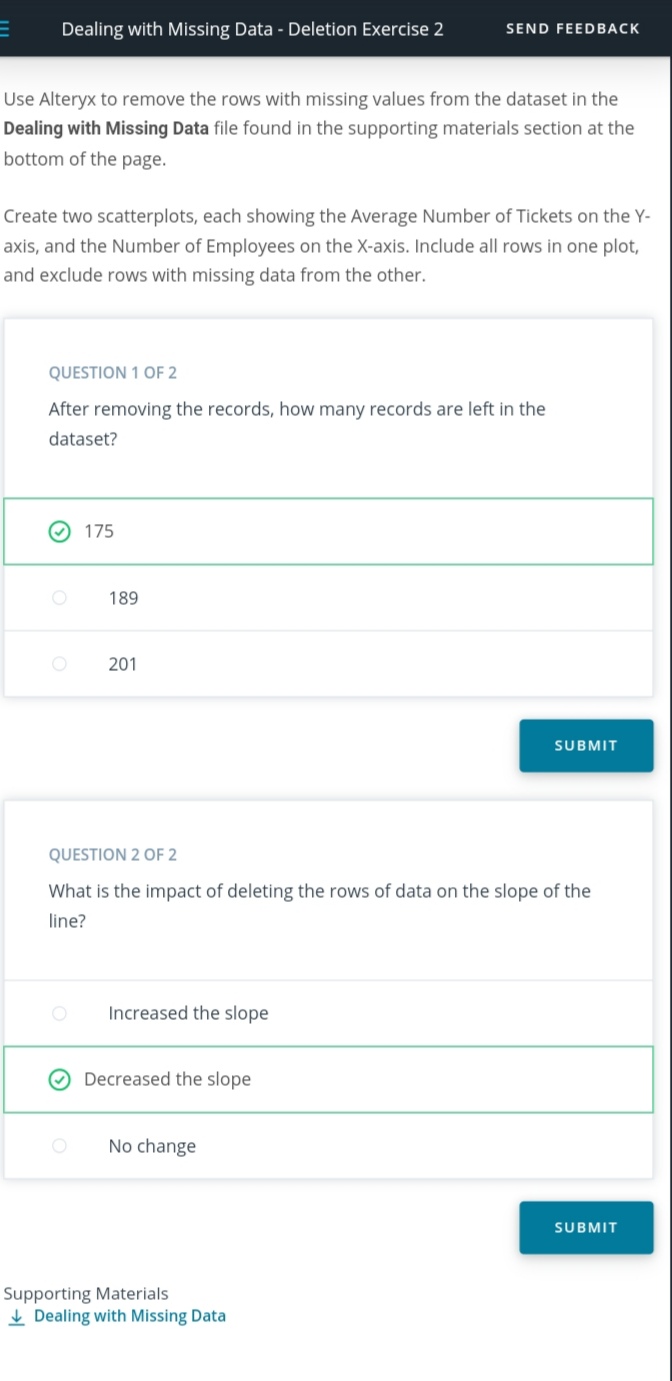 Dealing with Missing Data - Deletion Exercise 2
SEND FEEDBACK
Use Alteryx to remove the rows with missing values from the dataset in the
Dealing with Missing Data file found in the supporting materials section at the
bottom of the page.
Create two scatterplots, each showing the Average Number of Tickets on the Y-
axis, and the Number of Employees on the X-axis. Include all rows in one plot,
and exclude rows with missing data from the other.
QUESTION 1 OF 2
After removing the records, how many records are left in the
dataset?
175
189
201
SUBMIT
QUESTION 2 OF 2
What is the impact of deleting the rows of data on the slope of the
line?
Increased the slope
Decreased the slope
No change
SUBMIT
Supporting Materials
Dealing with Missing Data